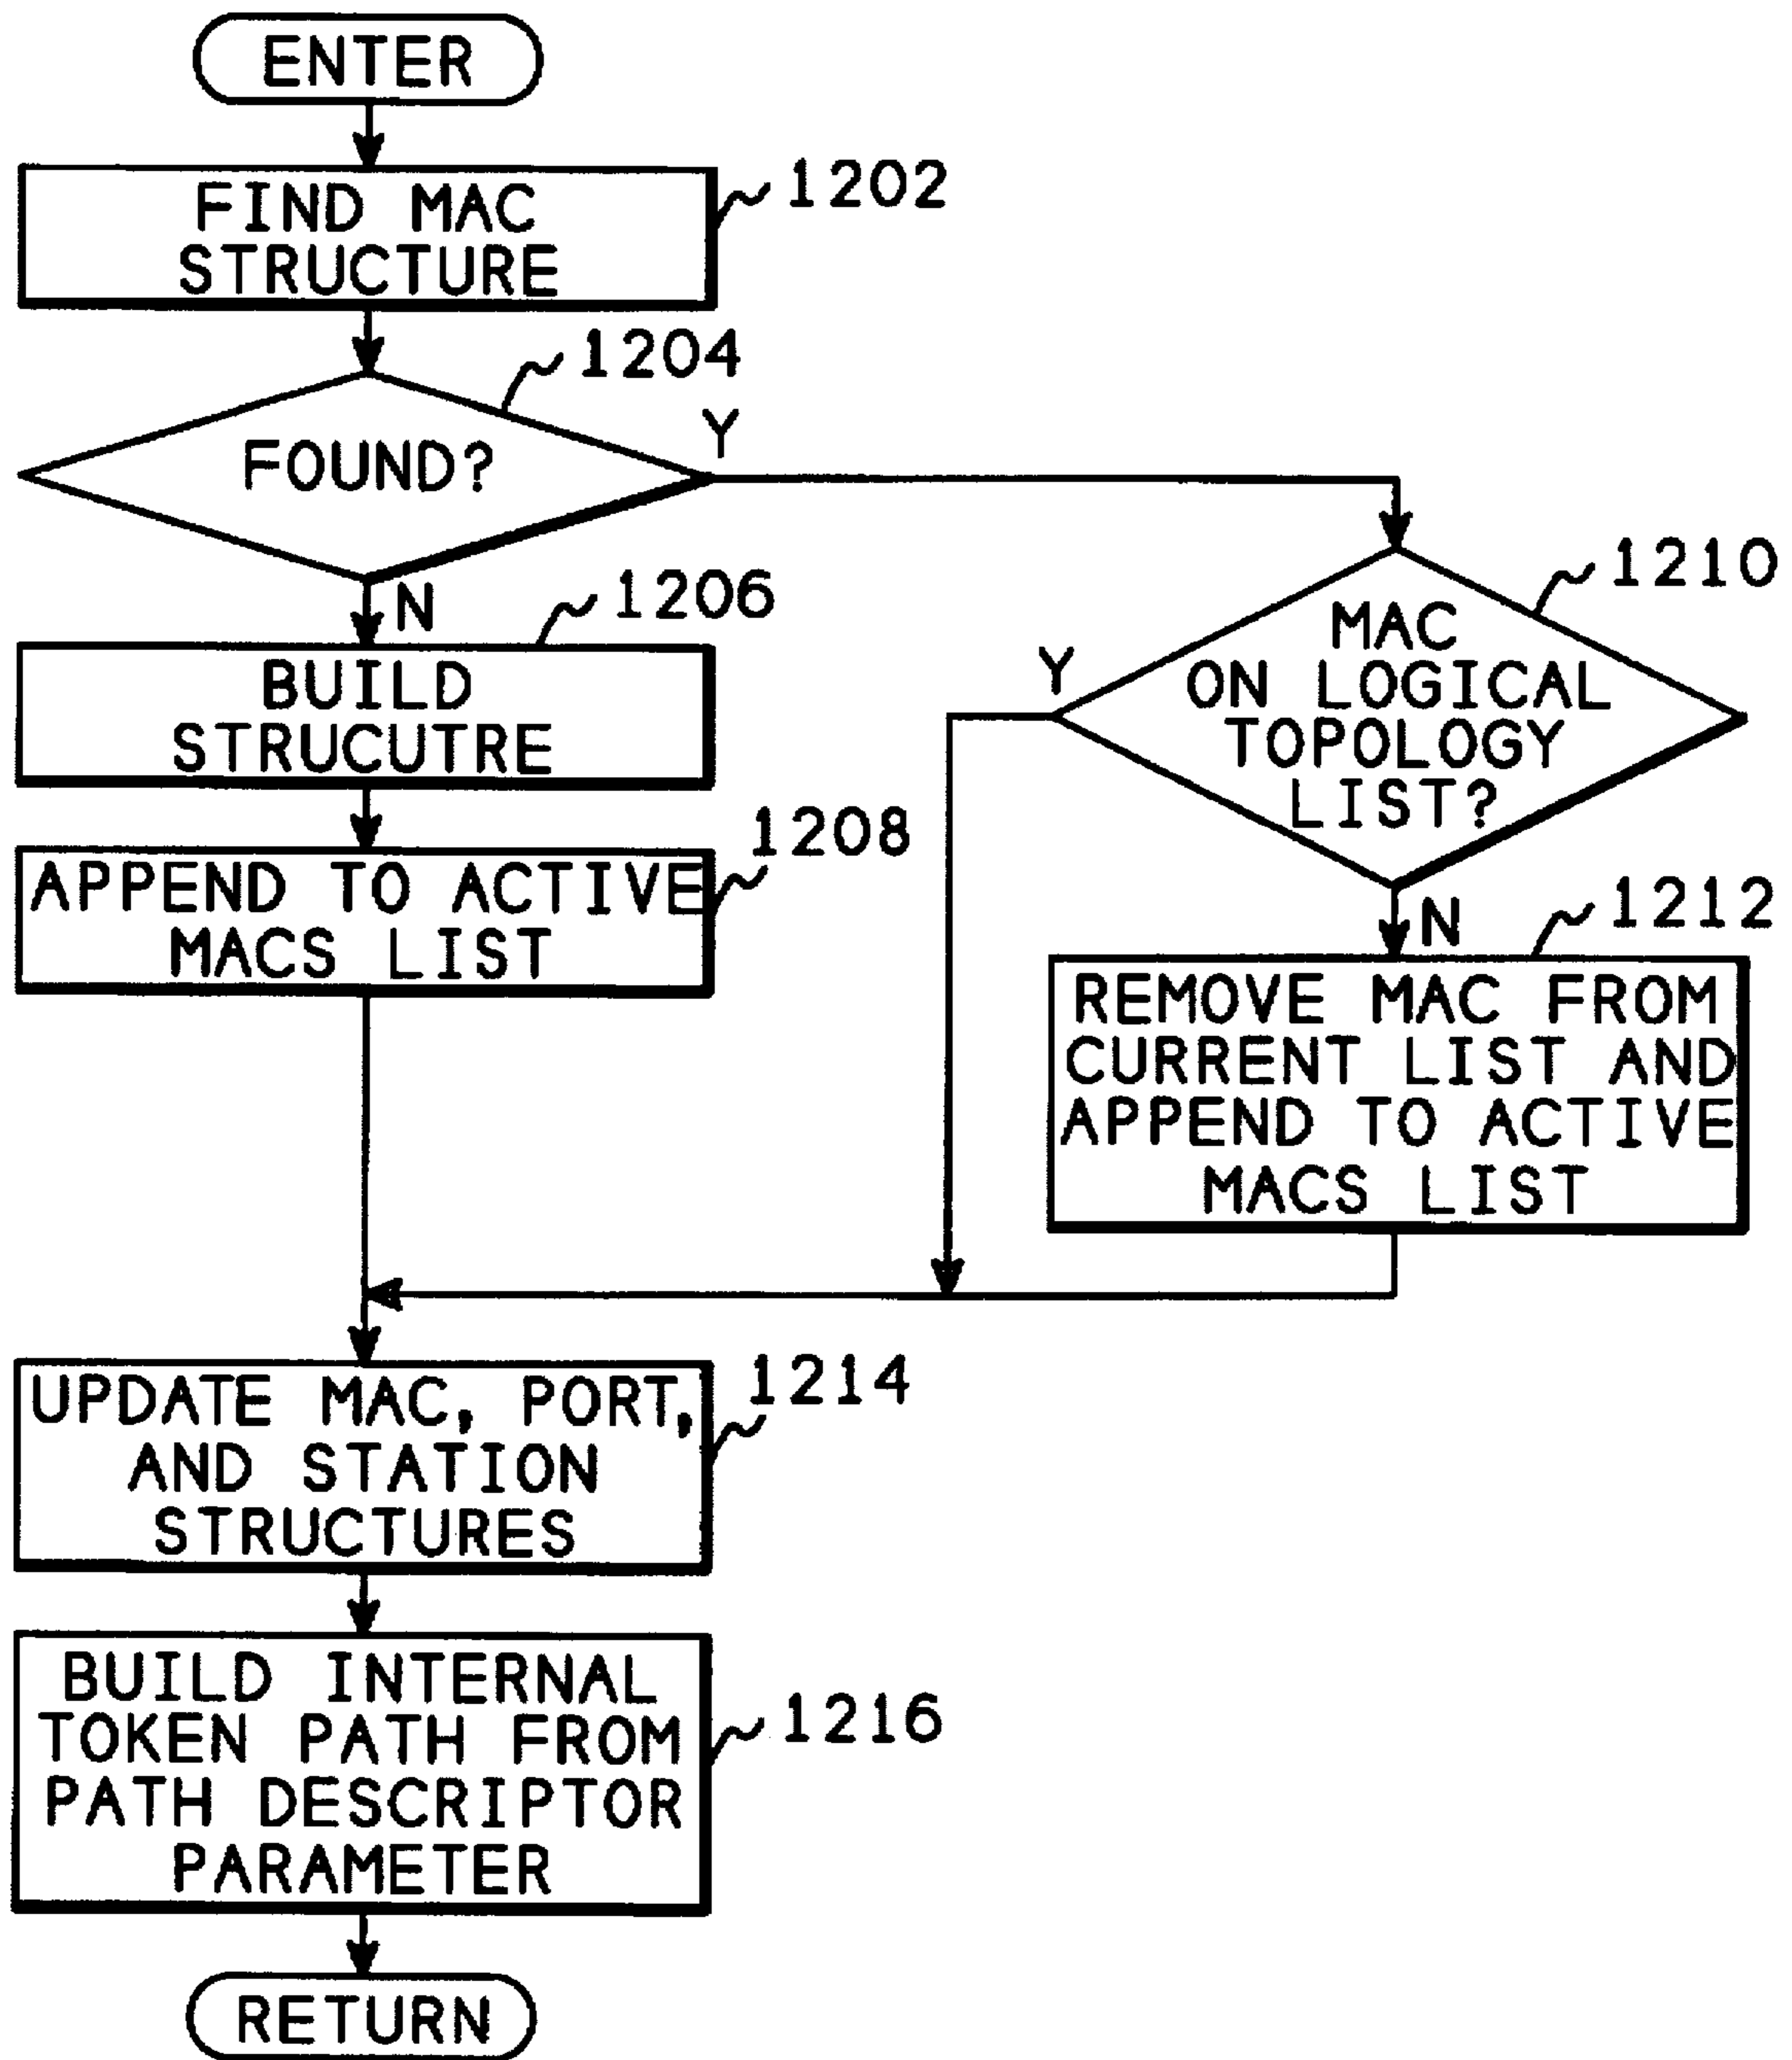 ENTER
FIND MAC
STRUCTURE
1202
1204
FOUND?
Y
N
1206
BUILD
STRUCUTRE
1208
APPEND TO ACTIVE
MACS LIST
1210
MAC
ON LOGICAL
TOPOLOGY
LIST?
Y
N
1212
REMOVE MAC FROM
CURRENT LIST AND
APPEND TO ACTIVE
MACS LIST
UPDATE MAC, PORT,
AND STATION
STRUCTURES
1214
BUILD INTERNAL
TOKEN PATH FROM
PATH DESCRIPTOR
PARAMETER
1216
RETURN